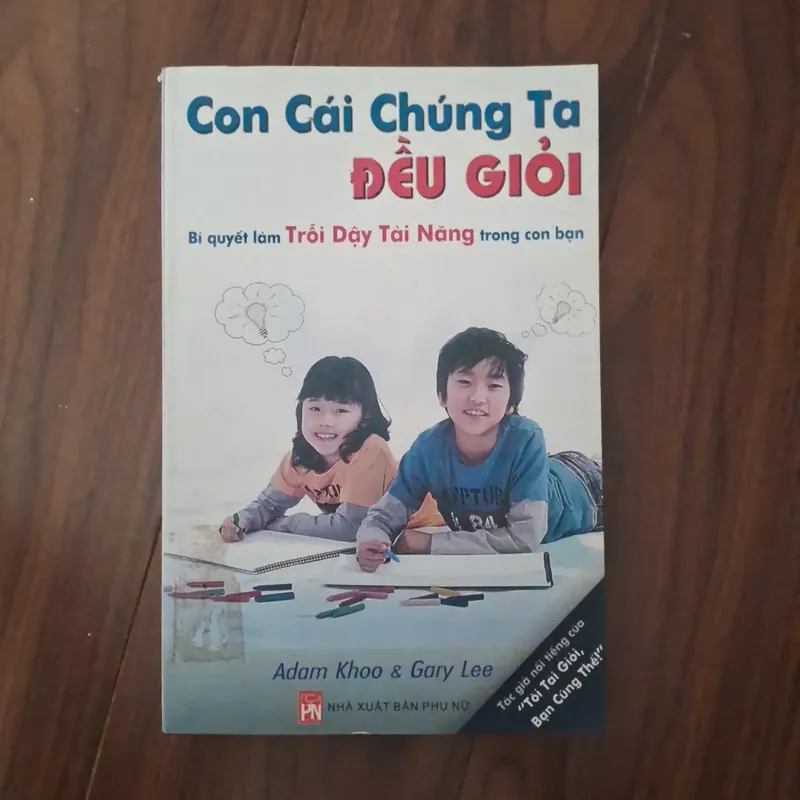 Con Cái Chúng Ta
ĐỀU GIỎI
Bí quyết làm Trỗi Dậy Tài Năng trong con bạn
Adam Khoo & Gary Lee
PN NHÀ XUẤT BẢN PHỤ NỮ
Tác giả nổi tiếng của
"Tôi Tài Giỏi,
Bạn Cũng Thế!"